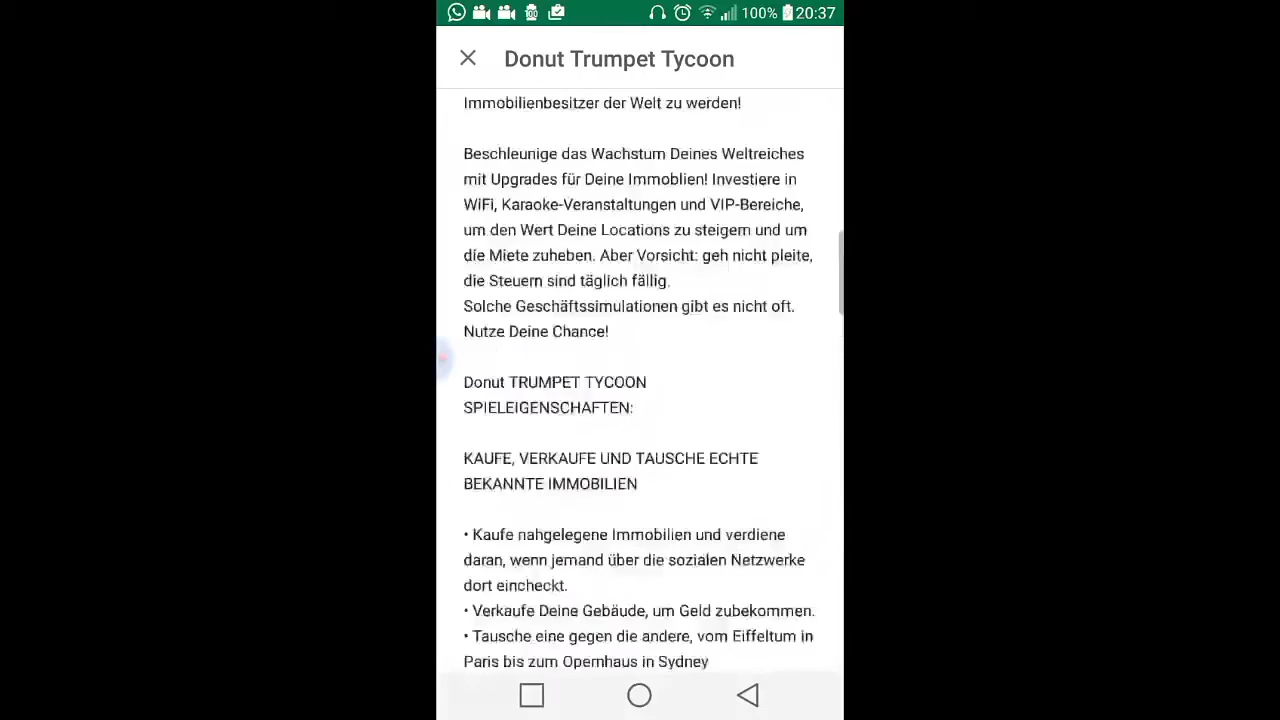 100% 20:37
Donut Trumpet Tycoon
Immobilienbesitzer der Welt zu werden!
Beschleunige das Wachstum Deines Weltreiches
mit Upgrades für Deine Immoblien! Investiere in
WiFi, Karaoke-Veranstaltungen und VIP-Bereiche,
um den Wert Deine Locations zu steigern und um
die Miete zuheben. Aber Vorsicht: geh nicht pleite,
die Steuern sind täglich fällig.
Solche Geschäftssimulationen gibt es nicht oft.
Nutze Deine Chance!
Donut TRUMPET TYCOON
SPIELEIGENSCHAFTEN:
KAUFE, VERKAUFE UND TAUSCHE ECHTE
BEKANNTE IMMOBILIEN
• Kaufe nahgelegene Immobilien und verdiene
daran, wenn jemand über die sozialen Netzwerke
dort eincheckt.
• Verkaufe Deine Gebäude, um Geld zubekommen.
• Tausche eine gegen die andere, vom Eiffeltum in
Paris bis zum Opernhaus in Sydney